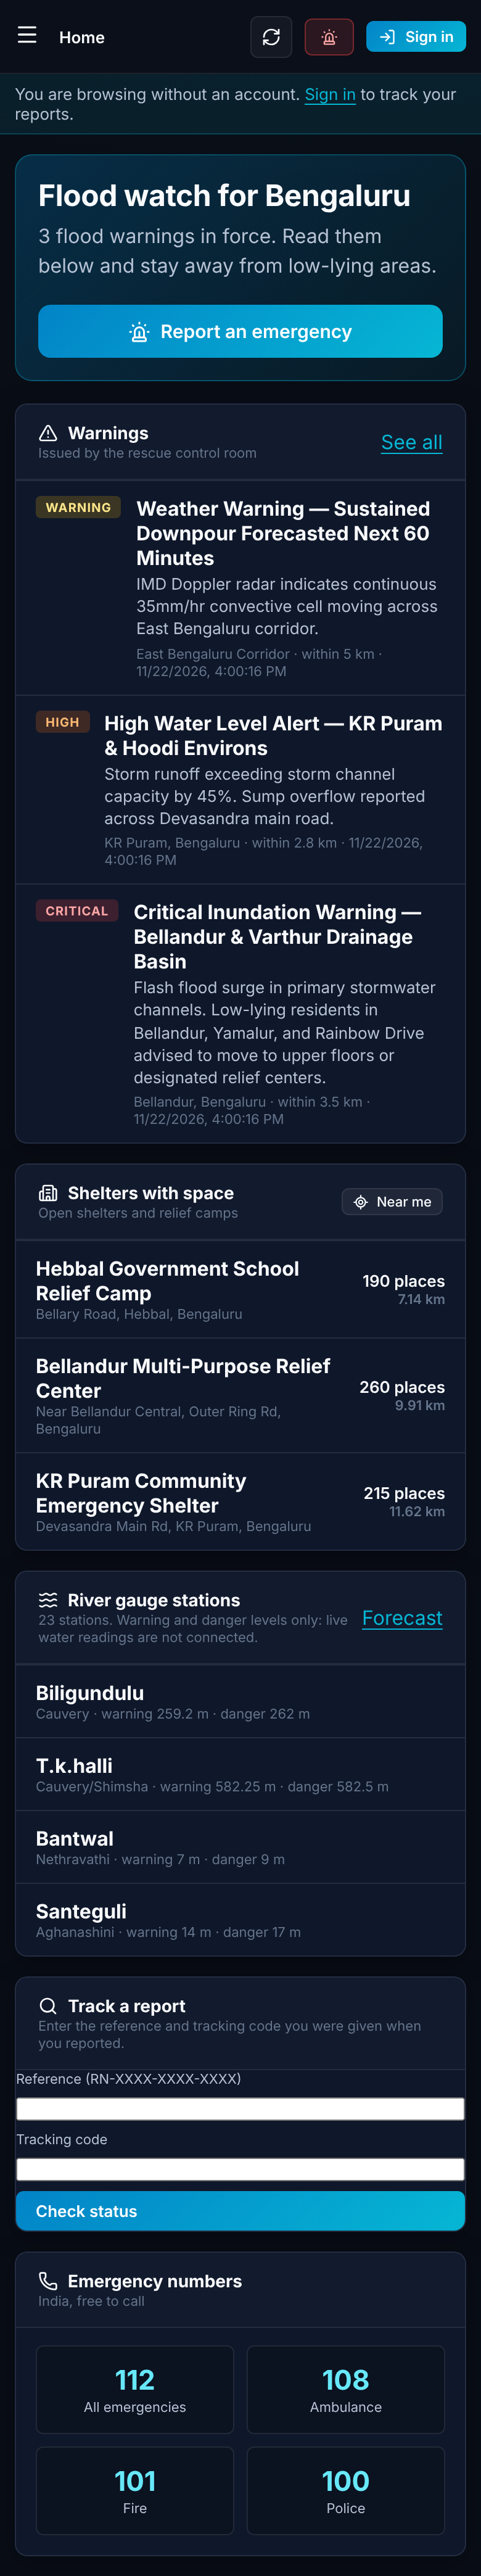 Home
Sign in
You are browsing without an account. Sign in to track your
reports.
Flood watch for Bengaluru
3 flood warnings in force. Read them
below and stay away from low-lying areas.
Report an emergency
Warnings
Issued by the rescue control room
See all
WARNING
Weather Warning — Sustained
Downpour Forecasted Next 60
Minutes
IMD Doppler radar indicates continuous
35mm/hr convective cell moving across
East Bengaluru corridor.
East Bengaluru Corridor · within 5 km ·
11/22/2026, 4:00:16 PM
HIGH
High Water Level Alert — KR Puram
& Hoodi Environs
Storm runoff exceeding storm channel
capacity by 45%. Sump overflow reported
across Devasandra main road.
KR Puram, Bengaluru · within 2.8 km · 11/22/2026,
4:00:16 PM
CRITICAL
Critical Inundation Warning —
Bellandur & Varthur Drainage
Basin
Flash flood surge in primary stormwater
channels. Low-lying residents in
Bellandur, Yamalur, and Rainbow Drive
advised to move to upper floors or
designated relief centers.
Bellandur, Bengaluru · within 3.5 km ·
11/22/2026, 4:00:16 PM
Shelters with space
Open shelters and relief camps
Near me
Hebbal Government School
Relief Camp
Bellary Road, Hebbal, Bengaluru
190 places
7.14 km
Bellandur Multi-Purpose Relief
Center
Near Bellandur Central, Outer Ring Rd,
Bengaluru
260 places
9.91 km
KR Puram Community
Emergency Shelter
Devasandra Main Rd, KR Puram, Bengaluru
215 places
11.62 km
River gauge stations
23 stations. Warning and danger levels only: live
water readings are not connected.
Forecast
Biligundulu
Cauvery · warning 259.2 m · danger 262 m
T.k.halli
Cauvery/Shimsha · warning 582.25 m · danger 582.5 m
Bantwal
Nethravathi · warning 7 m · danger 9 m
Santeguli
Aghanashini · warning 14 m · danger 17 m
Track a report
Enter the reference and tracking code you were given when
you reported.
Reference (RN-XXXX-XXXX-XXXX)
Tracking code
Check status
Emergency numbers
India, free to call
112
All emergencies
108
Ambulance
101
Fire
100
Police